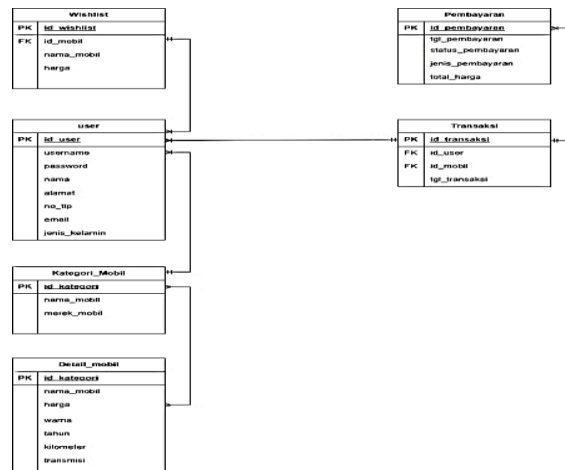 Wishlist
PK id_wishlist
FK id_mobil
nama_mobil
harga
user
PK id_user
username
password
nama
alamat
no_tlp
email
jenis_kelamin
Kategori_Mobil
PK id_kategori
nama_mobil
merek_mobil
Detail_mobil
PK id_kategori
nama_mobil
harga
warna
tahun
kilometer
transmisi
Pembayaran
PK id_pembayaran
tgl_pembayaran
status_pembayaran
jenis_pembayaran
total_harga
Transaksi
PK id_transaksi
FK id_user
FK id_mobil
tgl_transaksi